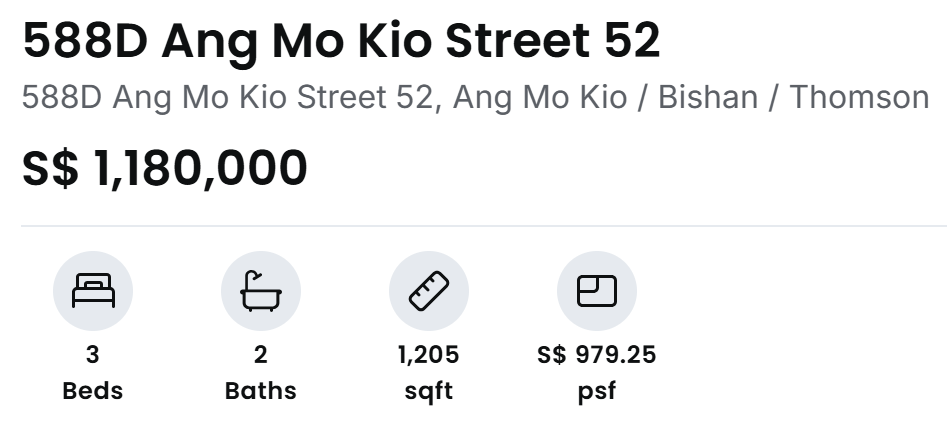 588D Ang Mo Kio Street 52
588D Ang Mo Kio Street 52, Ang Mo Kio / Bishan / Thomson
S$ 1,180,000
3
Beds
2
Baths
1,205
sqft
S$ 979.25
psf